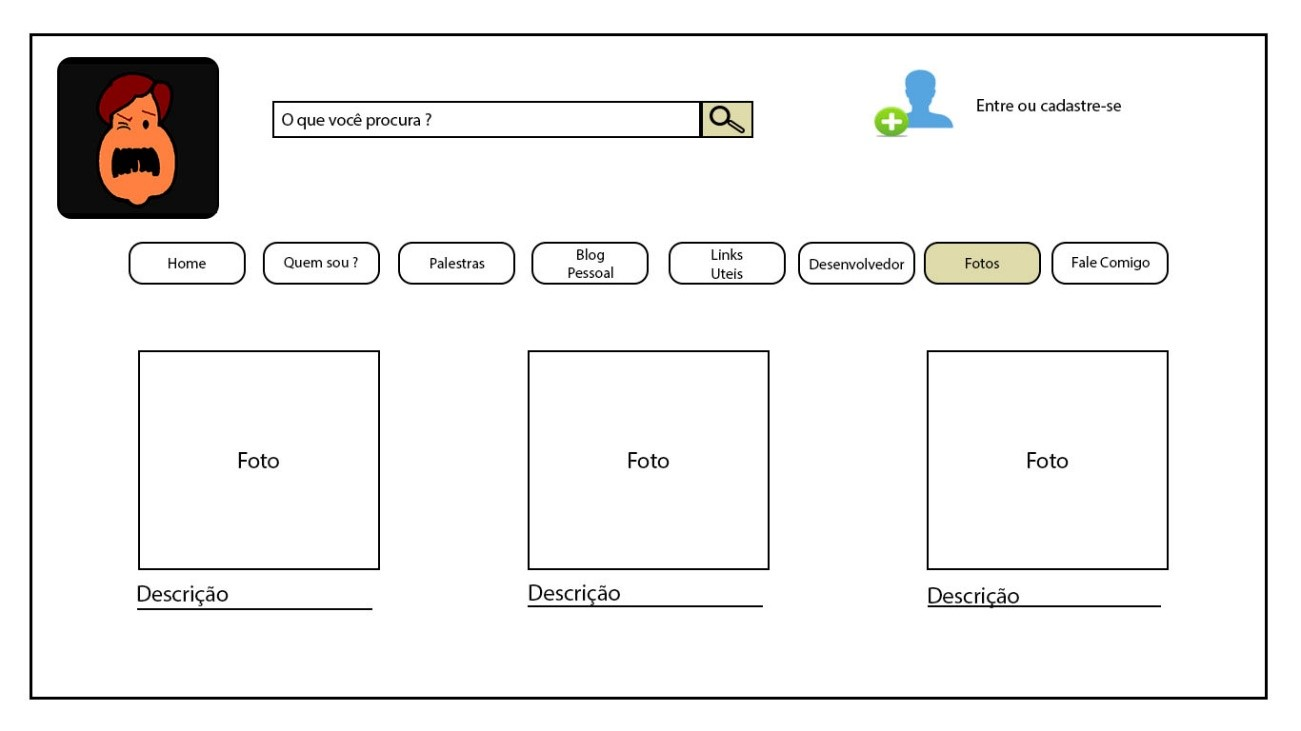 O que você procura ?
Entre ou cadastre-se
Home
Quem sou ?
Palestras
Blog
Pessoal
Links
Uteis
Desenvolvedor
Fotos
Fale Comigo
Foto
Foto
Foto
Descrição
Descrição
Descrição